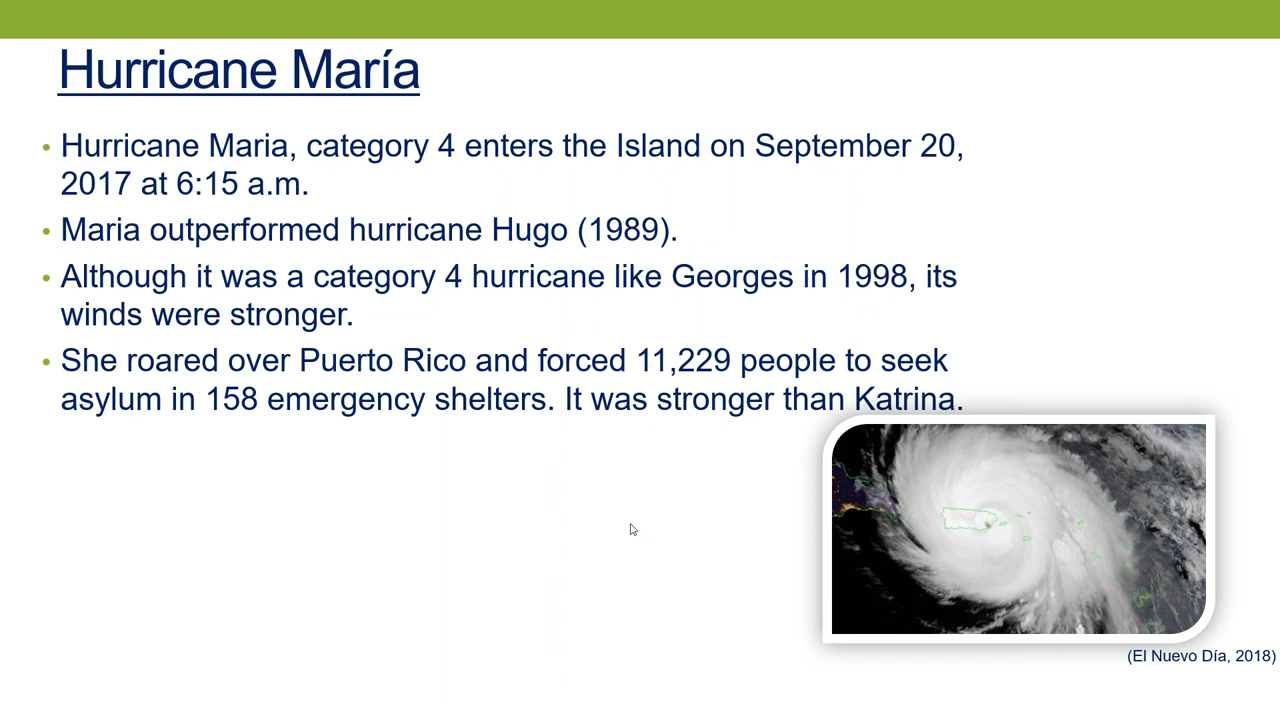 Hurricane María
• Hurricane Maria, category 4 enters the Island on September 20,
2017 at 6:15 a.m.
• Maria outperformed hurricane Hugo (1989).
• Although it was a category 4 hurricane like Georges in 1998, its
winds were stronger.
• She roared over Puerto Rico and forced 11,229 people to seek
asylum in 158 emergency shelters. It was stronger than Katrina.
(El Nuevo Día, 2018)